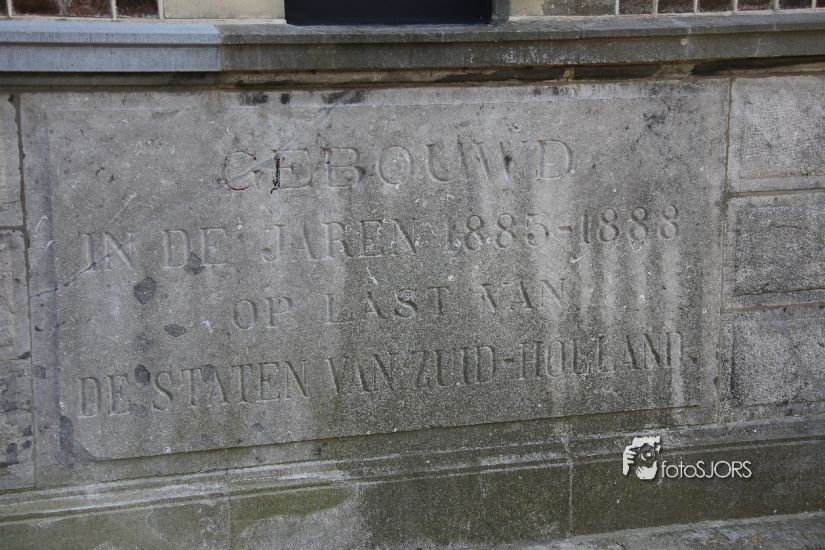 GEBOUWD
IN DE JAREN 1885-1888
OP LAST VAN
DE STATEN VAN ZUID-HOLLAND
fotoSJORS